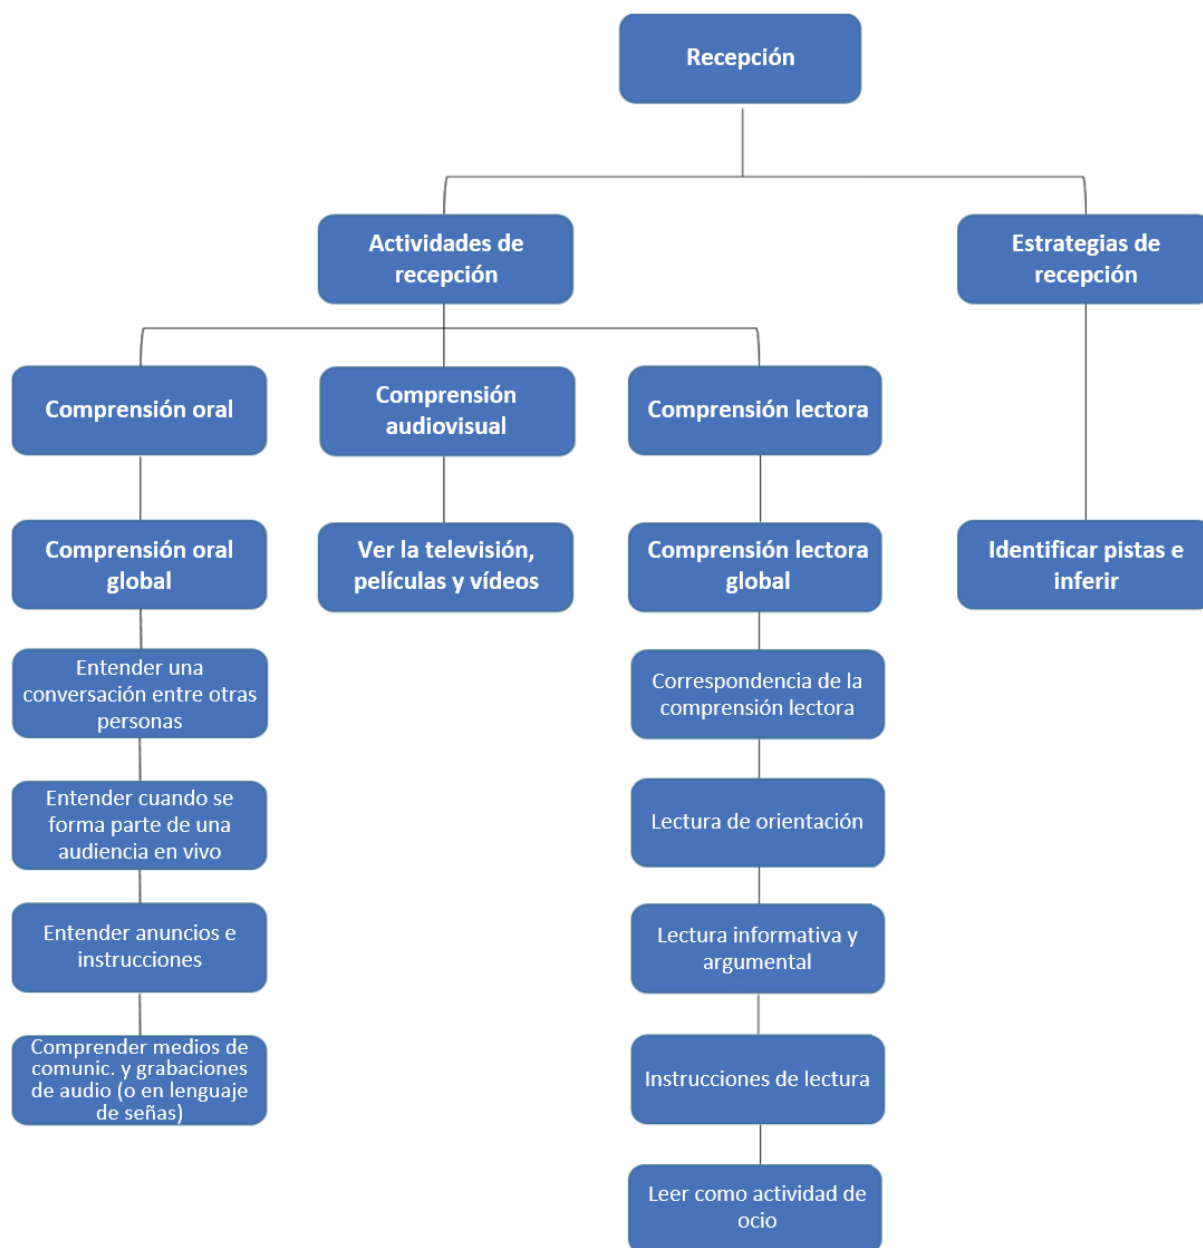 Recepción
Actividades de
recepción
Estrategias de
recepción
Comprensión oral
Comprensión
audiovisual
Comprensión lectora
Comprensión oral
global
Ver la televisión,
películas y vídeos
Comprensión lectora
global
Identificar pistas e
inferir
Entender una
conversación entre otras
personas
Correspondencia de la
comprensión lectora
Entender cuando se
forma parte de una
audiencia en vivo
Lectura de orientación
Entender anuncios e
instrucciones
Lectura informativa y
argumental
Comprender medios de
comunic. y grabaciones
de audio (o en lenguaje
de señas)
Instrucciones de lectura
Leer como actividad de
ocio